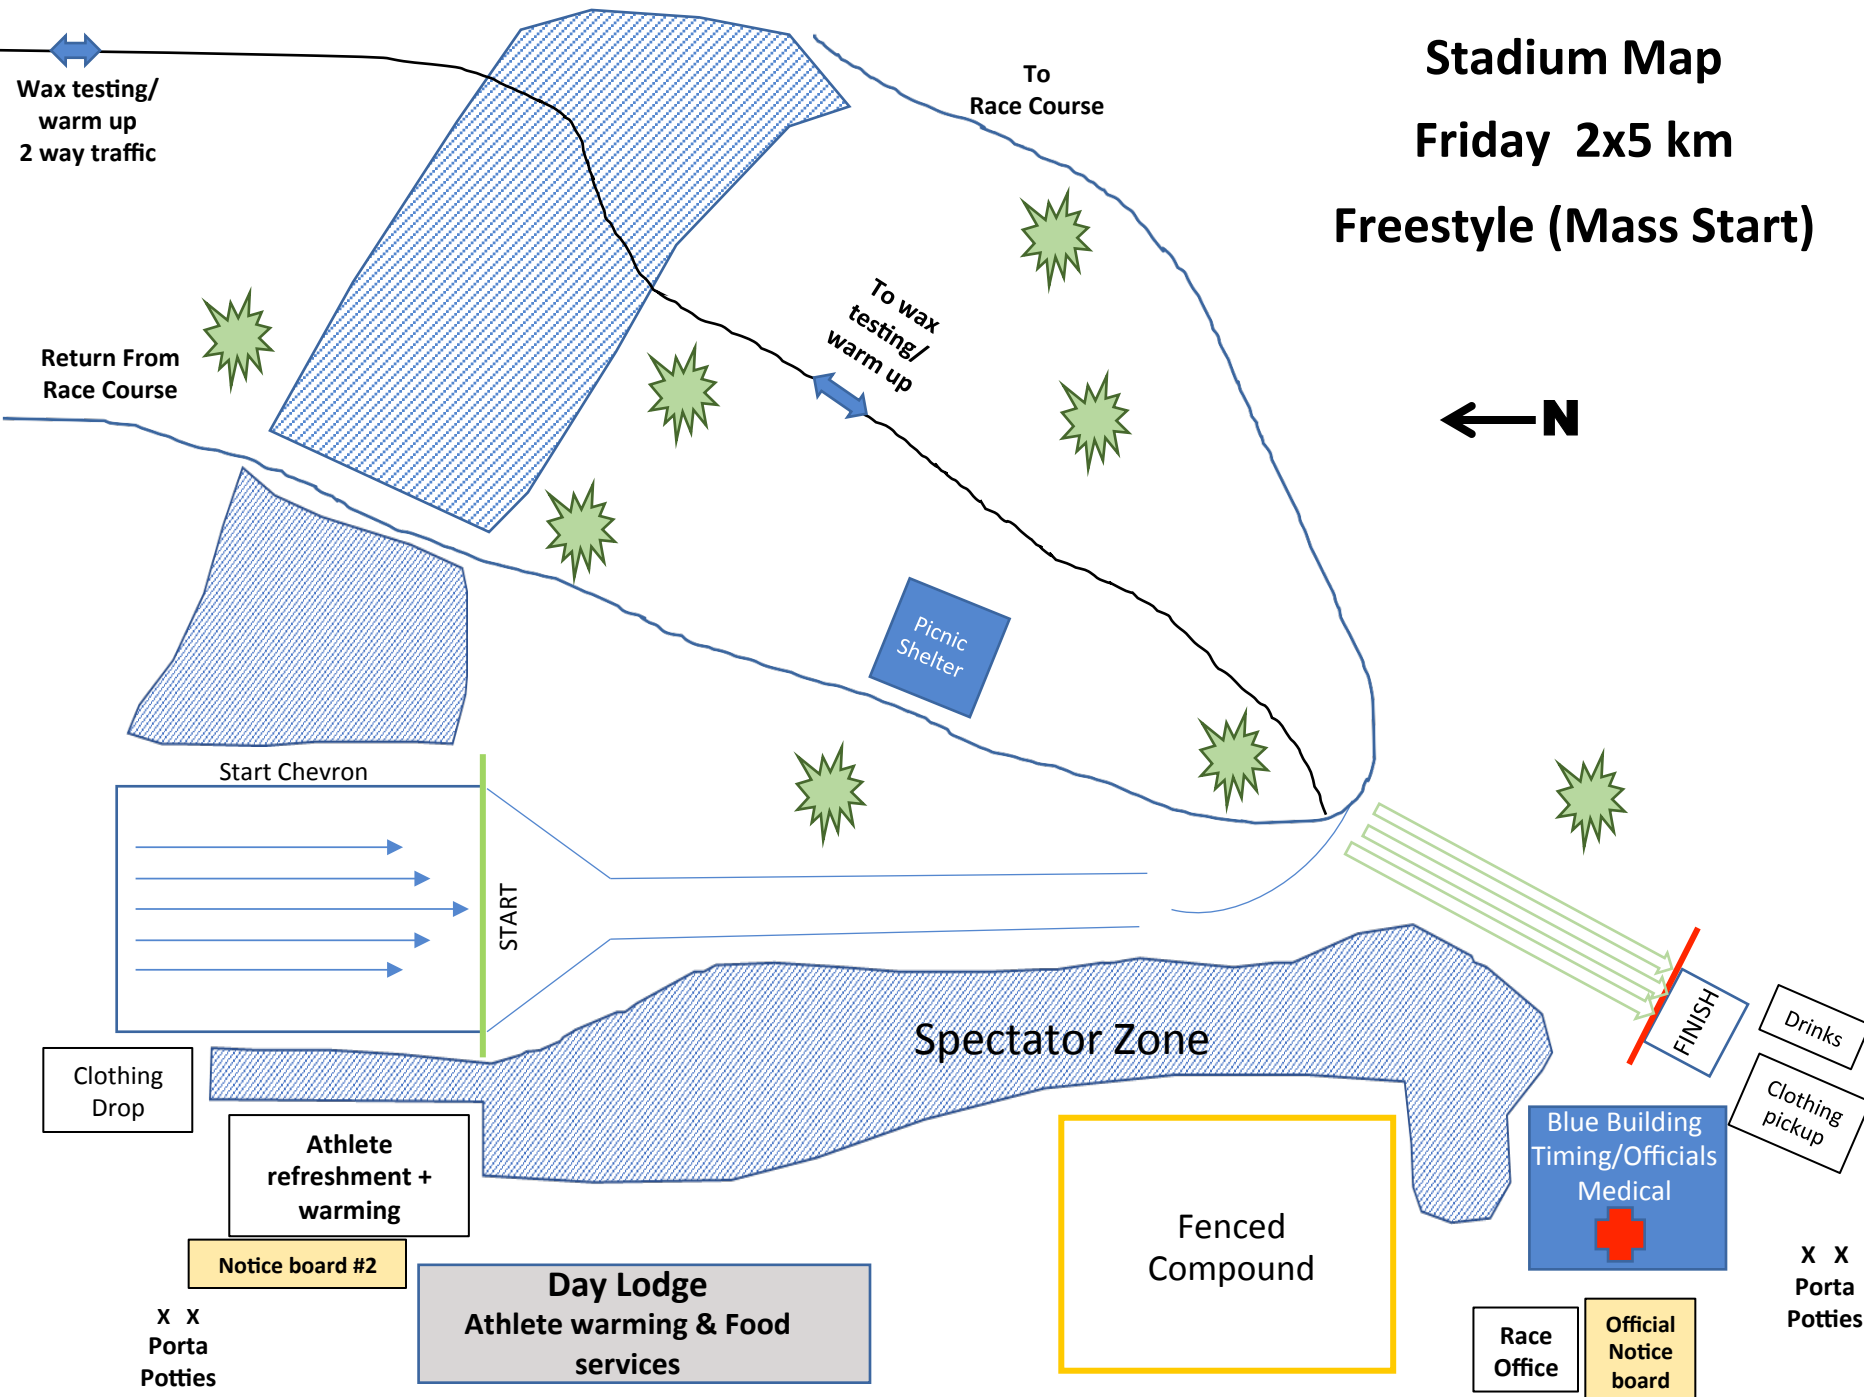 Stadium Map
Friday  2x5 km
Freestyle (Mass Start)
Wax testing/
warm up
2 way traffic
To
Race Course
To wax
testing/
warm up
Return From
Race Course
N
Picnic
Shelter
Start Chevron
START
Spectator Zone
FINISH
Drinks
Clothing
pickup
Clothing
Drop
Athlete
refreshment +
warming
Notice board #2
X  X
Porta
Potties
Day Lodge
Athlete warming & Food
services
Fenced
Compound
Blue Building
Timing/Officials
Medical
Race
Office
Official
Notice
board
X  X
Porta
Potties